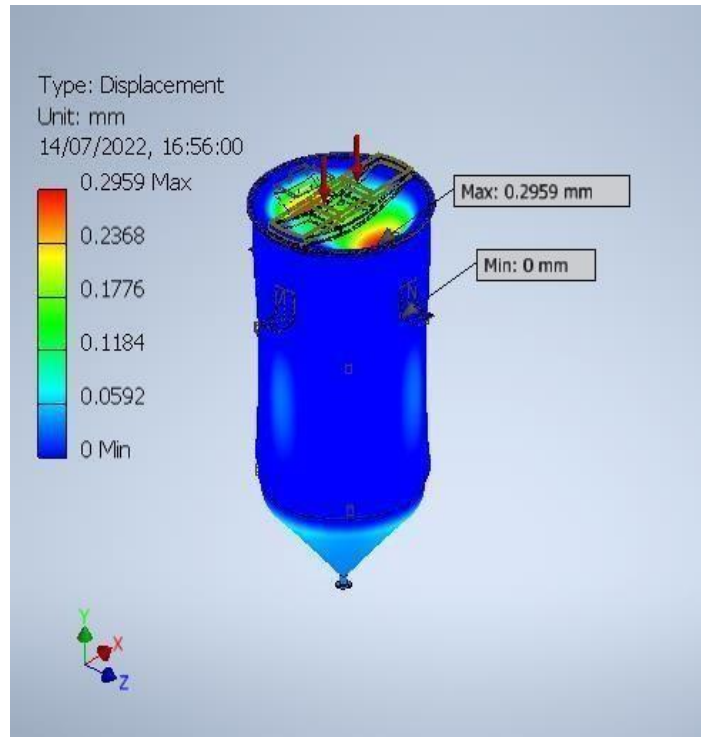 Type: Displacement
Unit: mm
14/07/2022, 16:56:00
0.2959 Max
0.2368
0.1776
0.1184
0.0592
0 Min
Max: 0.2959 mm
Min: 0 mm
Y
X
Z